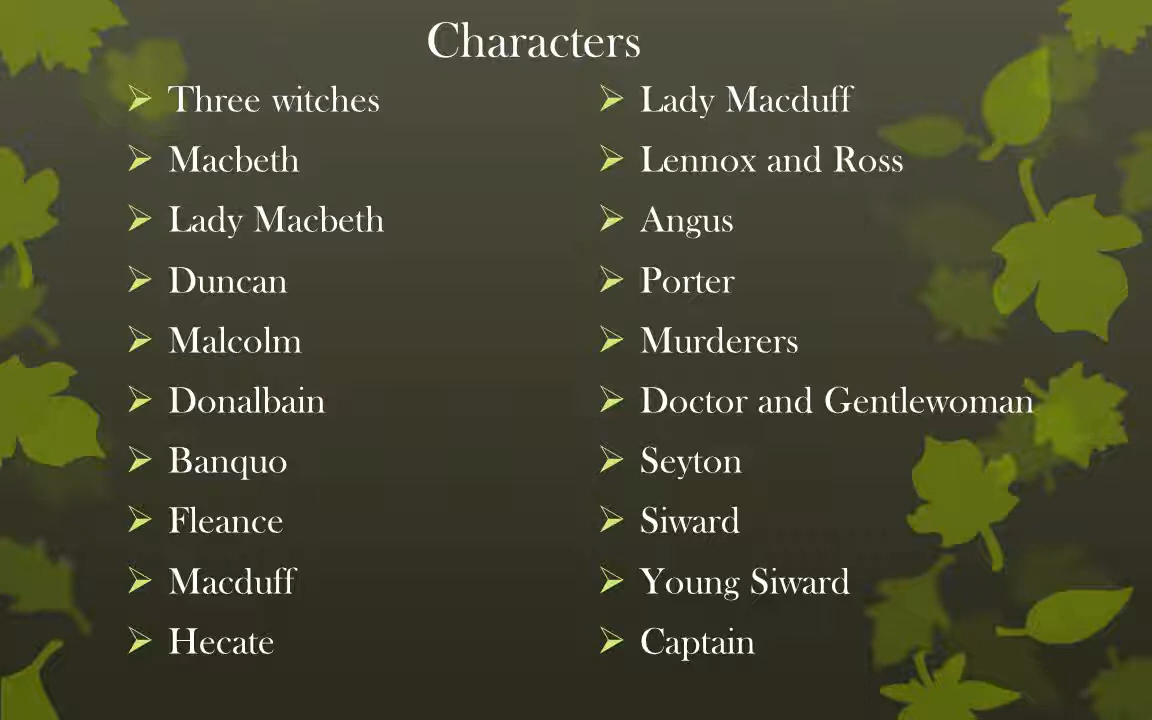 Characters
Three witches
Macbeth
Lady Macbeth
Duncan
Malcolm
Donalbain
Banquo
Fleance
Macduff
Hecate
Lady Macduff
Lennox and Ross
Angus
Porter
Murderers
Doctor and Gentlewoman
Seyton
Siward
Young Siward
Captain